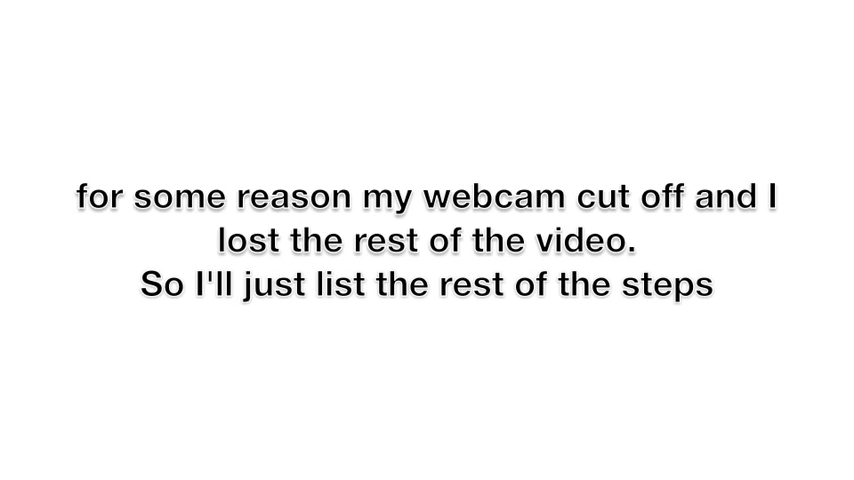 for some reason my webcam cut off and I
lost the rest of the video.
So I'll just list the rest of the steps